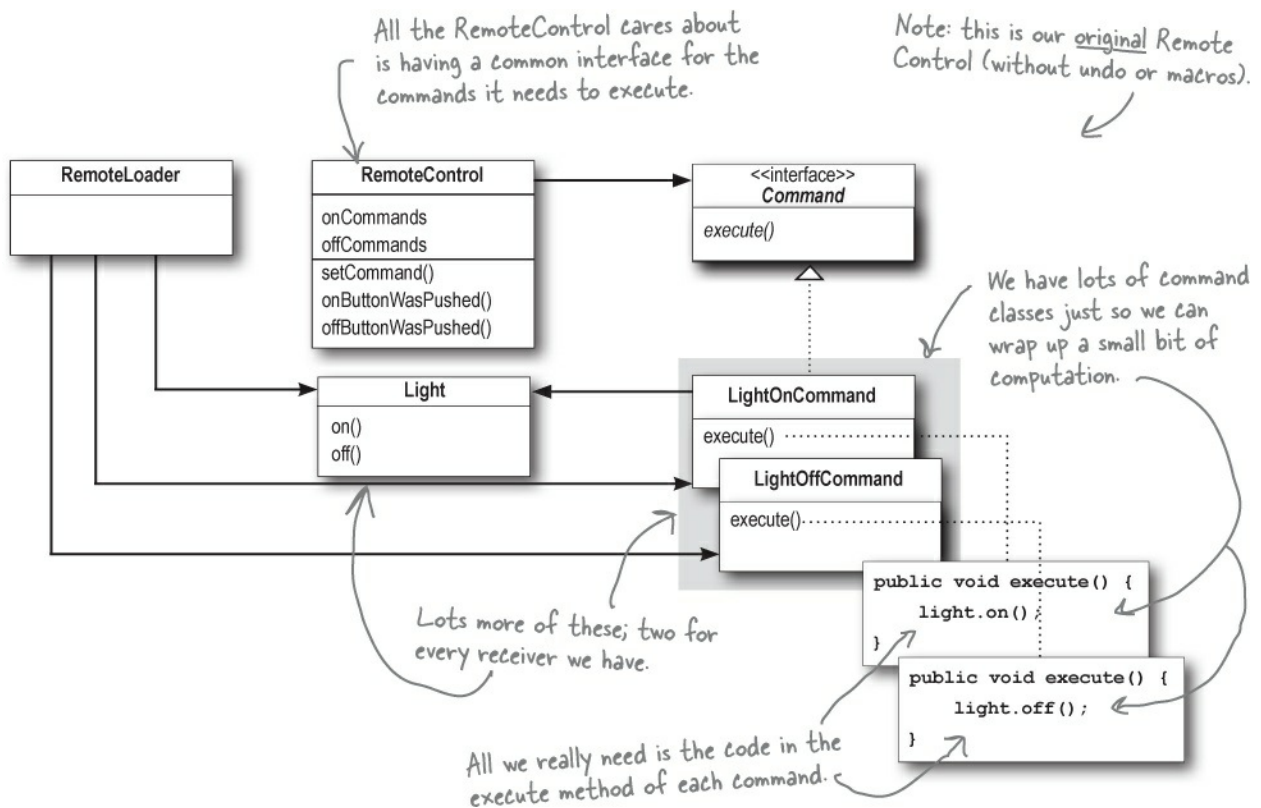 All the RemoteControl cares about
is having a common interface for the
commands it needs to execute.
Note: this is our original Remote
Control (without undo or macros).
RemoteLoader
RemoteControl
onCommands
offCommands
setCommand()
onButtonWasPushed()
offButtonWasPushed()
<<interface>>
Command
execute()
We have lots of command
classes just so we can
wrap up a small bit of
computation.
Light
on()
off()
LightOnCommand
execute()
LightOffCommand
execute()
public void execute() {
light.on();
}
public void execute() {
light.off();
}
Lots more of these; two for
every receiver we have.
All we really need is the code in the
execute method of each command.